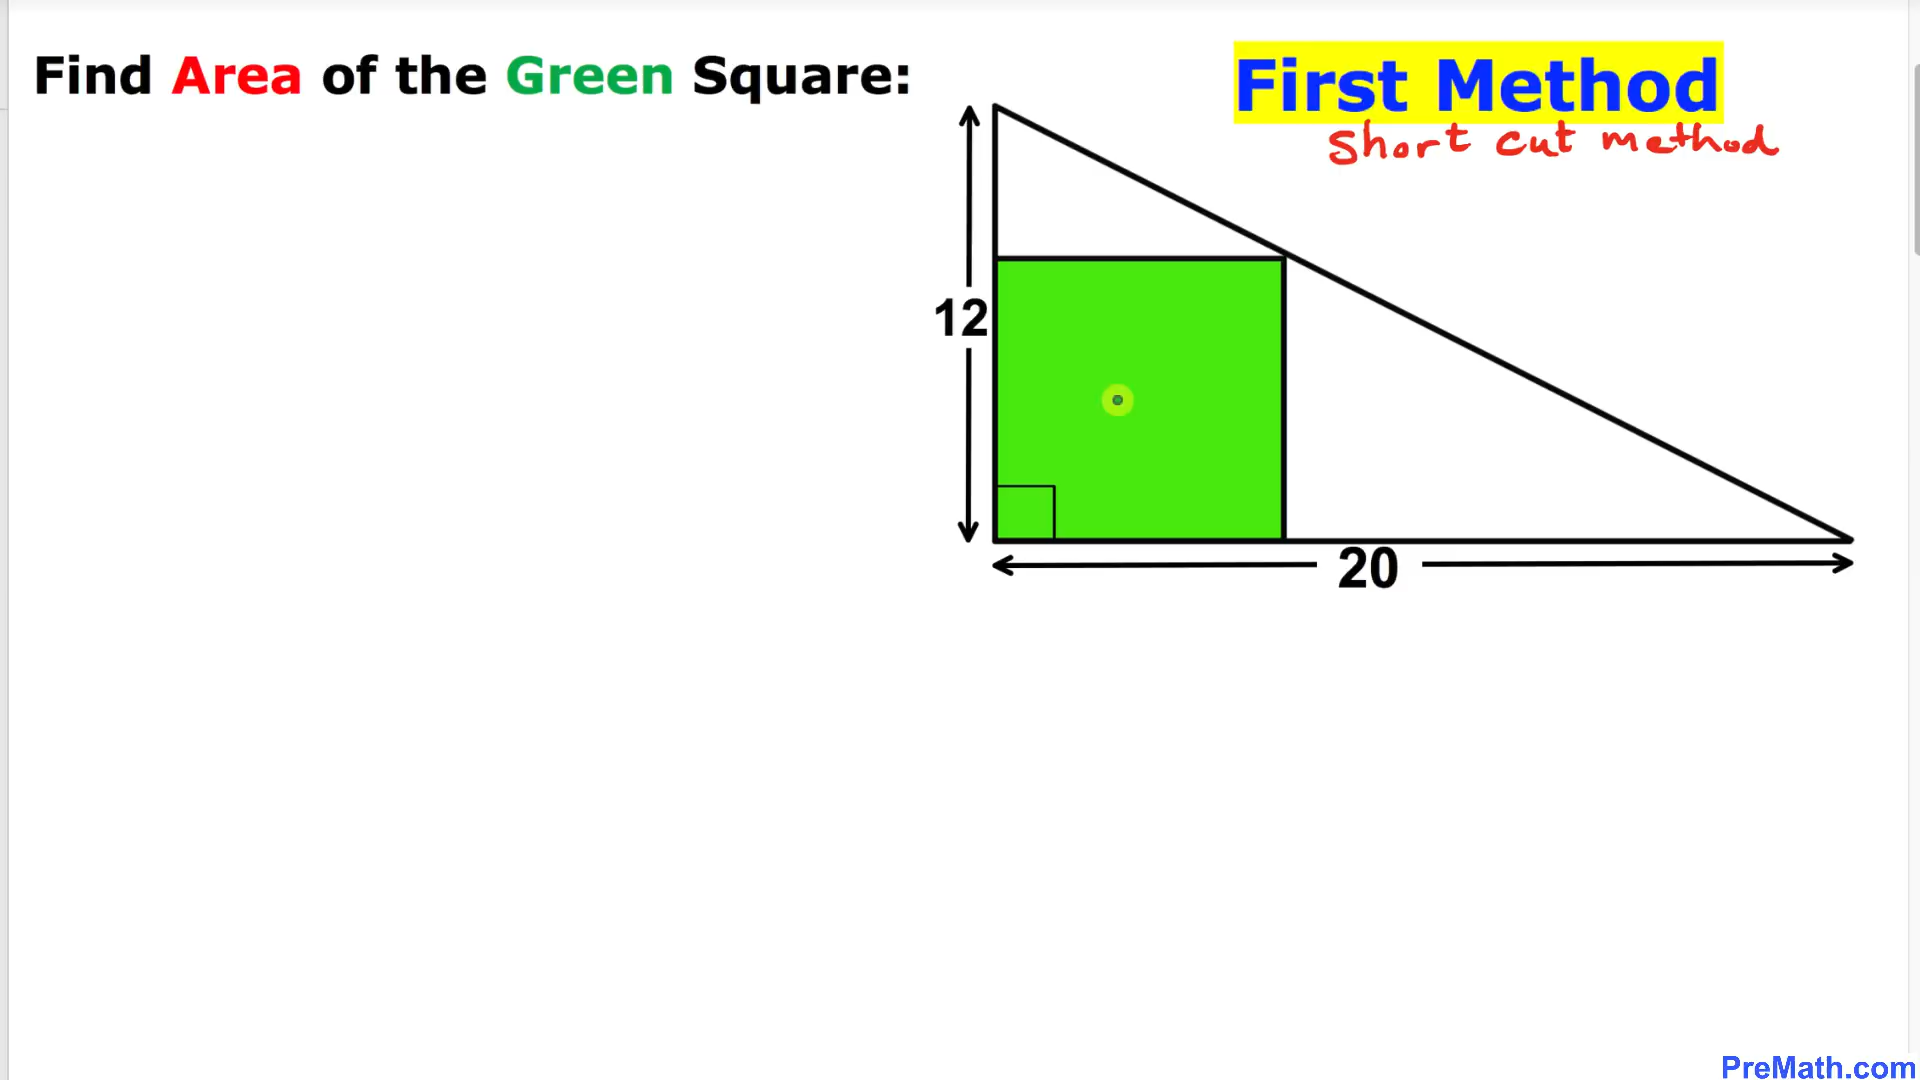 Find Area of the Green Square:
First Method
Short cut method
12
20
PreMath.com